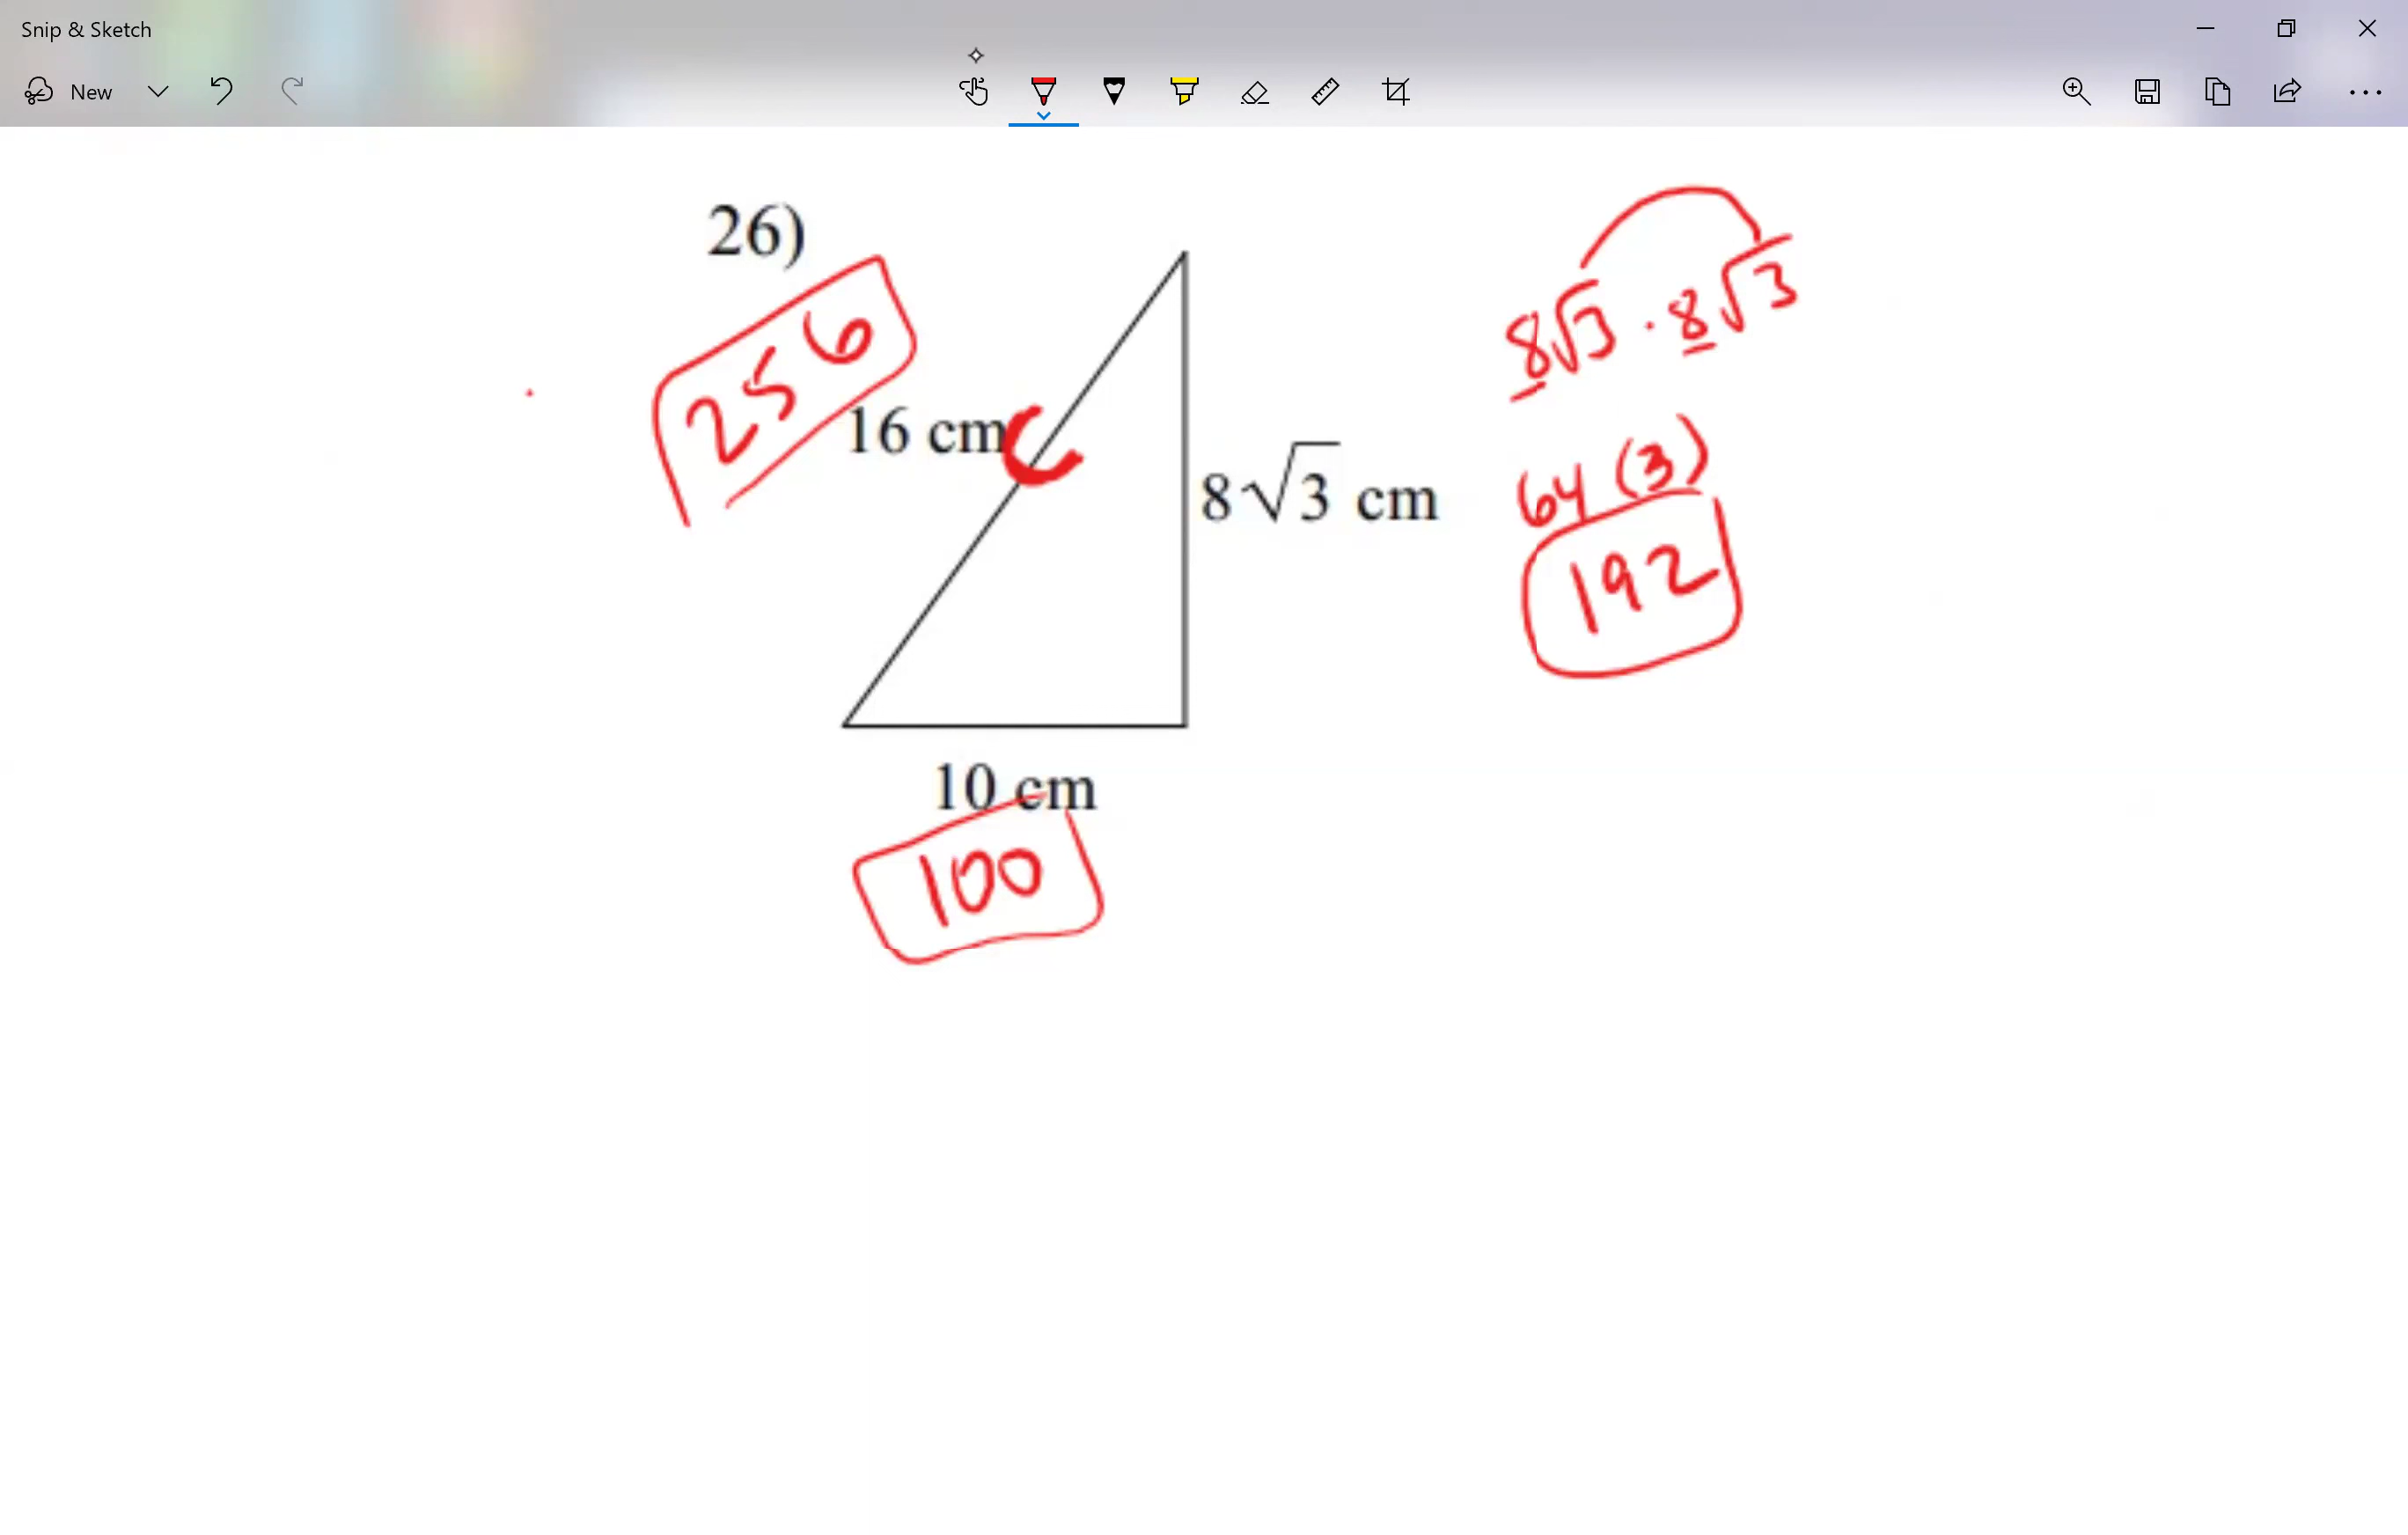 Snip & Sketch
New
26)
256
16 cm
C
8√3 cm
10 cm
100
8√3 · 8√3
64 (3)
192